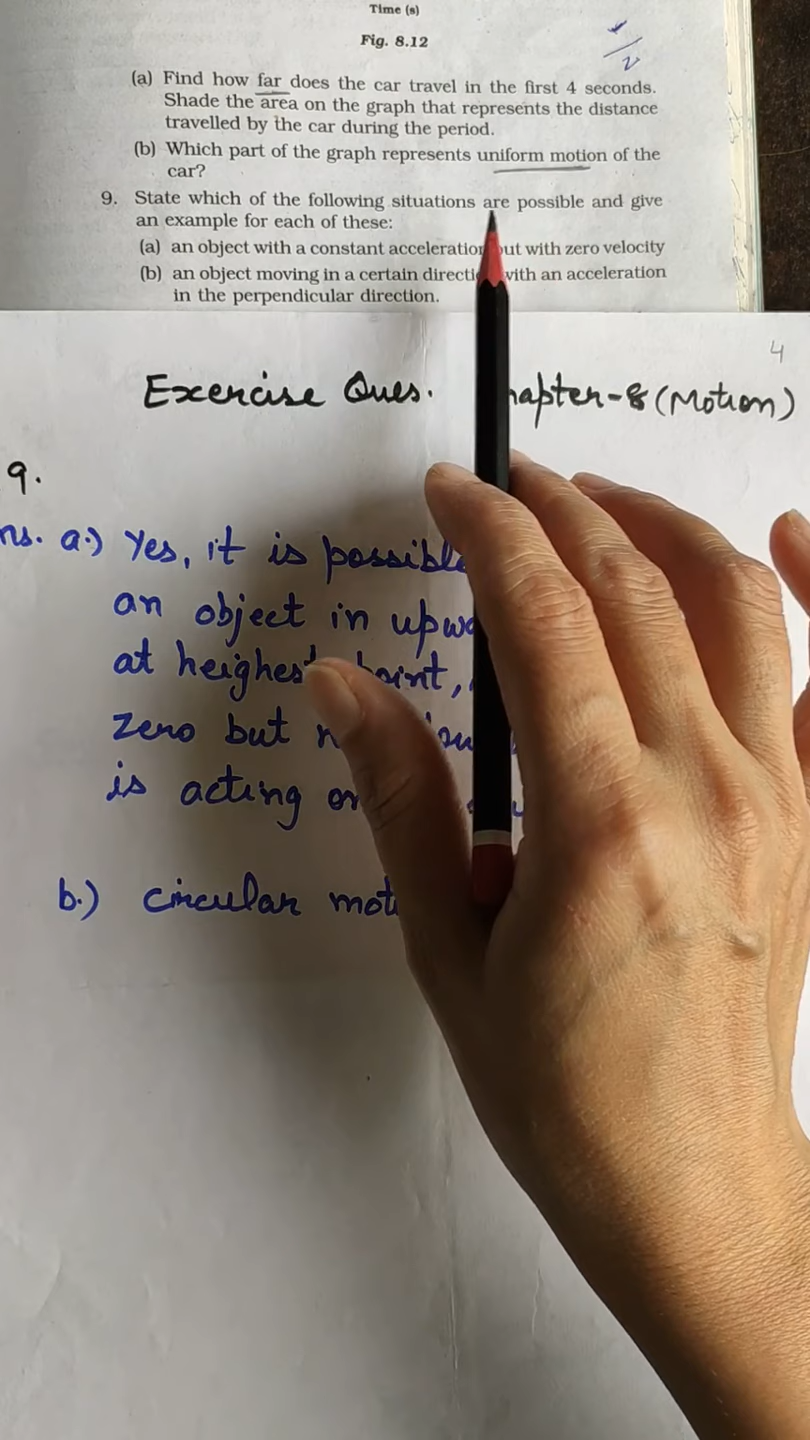 Time (s)
Fig. 8.12
(a) Find how far does the car travel in the first 4 seconds.
Shade the area on the graph that represents the distance
travelled by the car during the period.
(b) Which part of the graph represents uniform motion of the
car?
9. State which of the following situations are possible and give
an example for each of these:
(a) an object with a constant acceleration but with zero velocity
(b) an object moving in a certain direction with an acceleration
in the perpendicular direction.
4
Exercise Ques. Chapter-8 (Motion)
9.
ns. a.) Yes, it is possible
an object in upwa
at heighest point,
zero but
is acting on
b.) circular mot